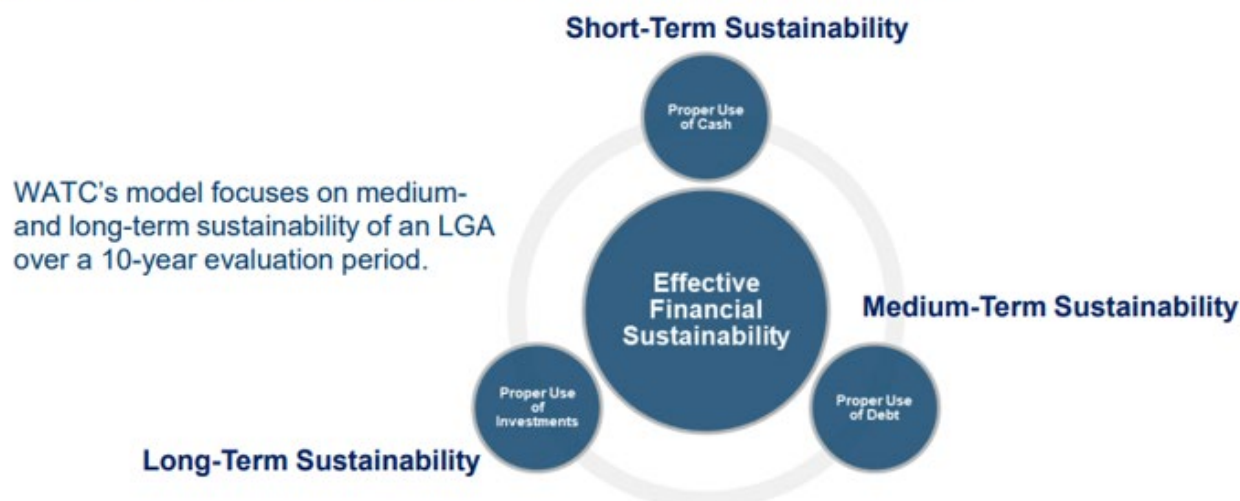 Short-Term Sustainability
Proper Use
of Cash
WATC's model focuses on medium-
and long-term sustainability of an LGA
over a 10-year evaluation period.
Effective
Financial
Sustainability
Medium-Term Sustainability
Proper Use
of
Investments
Proper Use
of Debt
Long-Term Sustainability